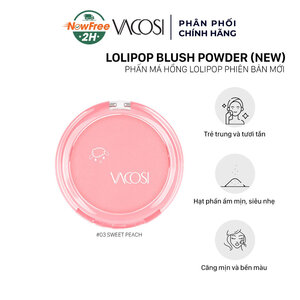 NowFree
2H
VACOSI
PHÂN PHỐI
CHÍNH HÃNG
LOLIPOP BLUSH POWDER (NEW)
PHẤN MÁ HỒNG LOLIPOP PHIÊN BẢN MỚI
Trẻ trung và tươi tắn
VACOSI
Hạt phấn ẩm mịn, siêu nhẹ
#03 SWEET PEACH
Căng mịn và bền màu